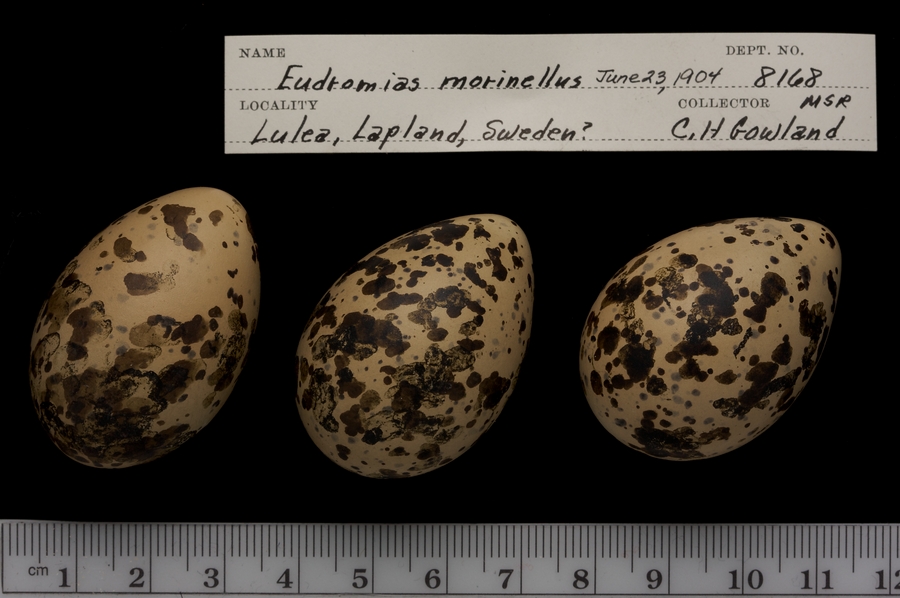 NAME DEPT. NO.
Eudromias morinellus June 23, 1904 8168
LOCALITY COLLECTOR MSR
Lulea, Lapland, Sweden? C.H Gowland
cm 1 2 3 4 5 6 7 8 9 10 11 12